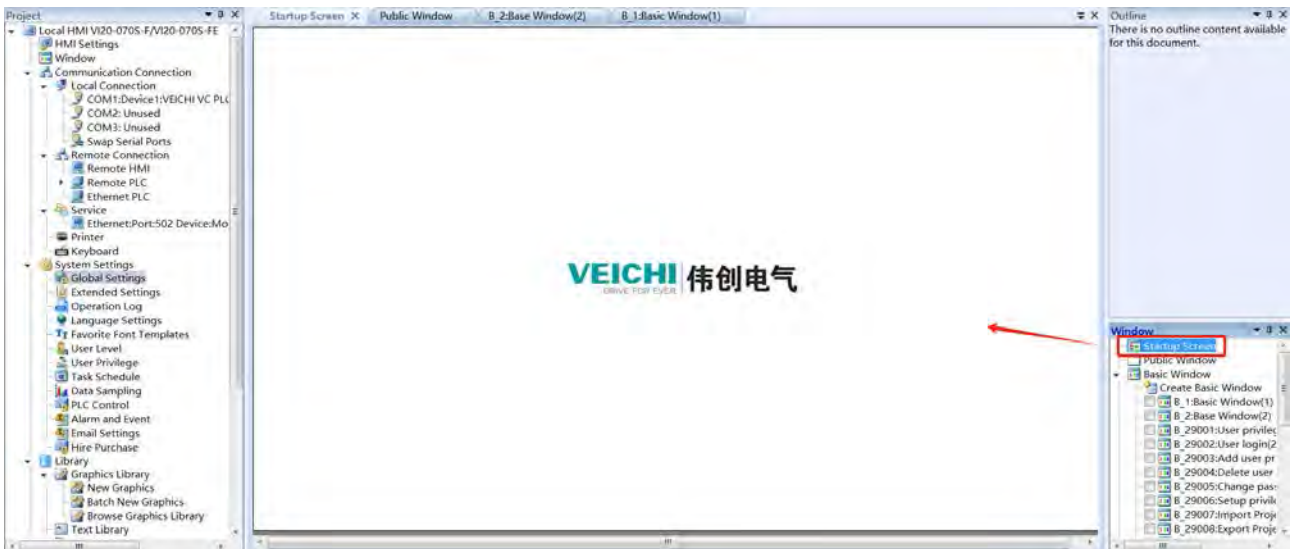 Project
Local HMI VI20-070S-F/VI20-070S-FE
HMI Settings
Window
Communication Connection
Local Connection
COM1:Device1:VEICHI VC PLC
COM2: Unused
COM3: Unused
Swap Serial Ports
Remote Connection
Remote HMI
Remote PLC
Ethernet PLC
Service
Ethernet:Port:502 Device:Mo
Printer
Keyboard
System Settings
Global Settings
Extended Settings
Operation Log
Language Settings
Favorite Font Templates
User Level
User Privilege
Task Schedule
Data Sampling
PLC Control
Alarm and Event
Email Settings
Hire Purchase
Library
Graphics Library
New Graphics
Batch New Graphics
Browse Graphics Library
Text Library
Startup Screen Public Window B_2:Base Window(2) B_1:Basic Window(1)
VEICHI 伟创电气
DRIVE FOR EVER
Outline
There is no outline content available
for this document.
Window
Startup Screen
Public Window
Basic Window
Create Basic Window
B_1:Basic Window(1)
B_2:Base Window(2)
B_29001:User privileg
B_29002:User login(2
B_29003:Add user pr
B_29004:Delete user
B_29005:Change pas
B_29006:Setup privil
B_29007:Import Proj
B_29008:Export Proje